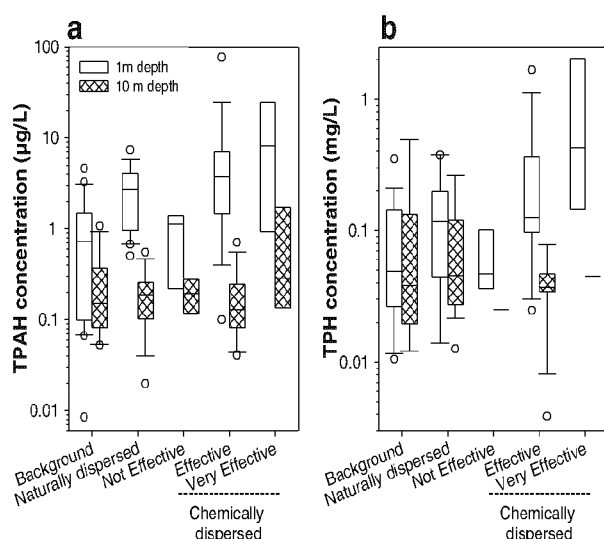 a
TPAH concentration (µg/L)
100
10
1
0.1
0.01
1m depth
10 m depth
Background
Naturally dispersed
Not Effective
Effective
Very Effective
Chemically
dispersed
b
TPH concentration (mg/L)
1
0.1
0.01
Background
Naturally dispersed
Not Effective
Effective
Very Effective
Chemically
dispersed